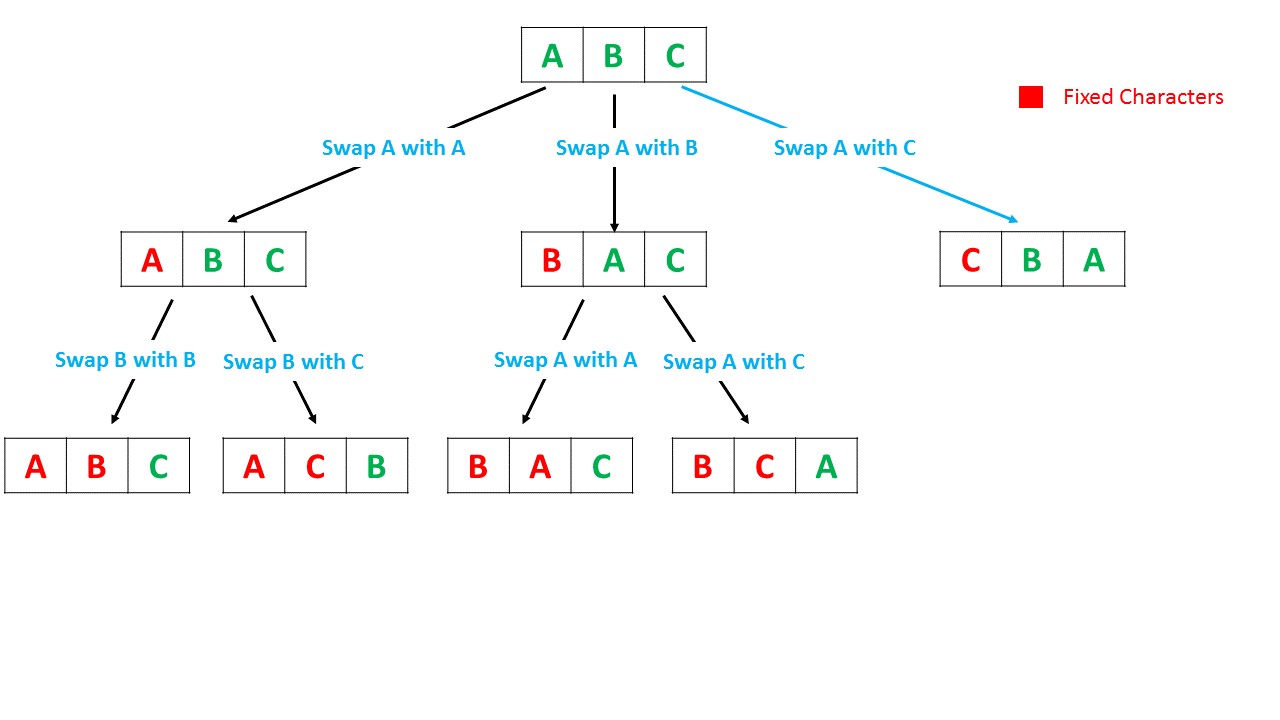 A B C
Fixed Characters
Swap A with A Swap A with B Swap A with C
A B C B A C C B A
Swap B with B Swap B with C Swap A with A Swap A with C
A B C A C B B A C B C A